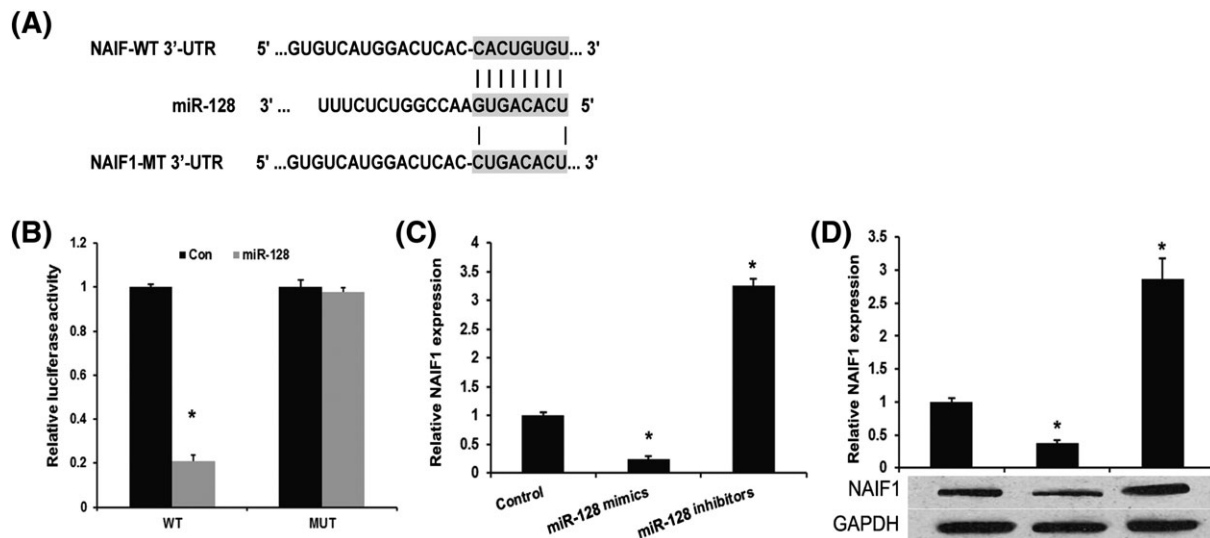 (A)
NAIF-WT 3'-UTR 5' ...GUGUCAUGGACUCAC-CACUGUGU... 3'
miR-128 3' ... UUUCUCUGGCCAAGUGACACU 5'
NAIF1-MT 3'-UTR 5' ...GUGUCAUGGACUCAC-CUGACACU... 3'
(B)
Relative luciferase activity
1.2
1
0.8
0.6
0.4
0.2
0
Con miR-128
*
WT MUT
(C)
Relative NAIF1 expression
4
3.5
3
2.5
2
1.5
1
0.5
0
*
*
Control miR-128 mimics miR-128 inhibitors
(D)
Relative NAIF1 expression
3.5
3
2.5
2
1.5
1
0.5
0
*
*
NAIF1
GAPDH